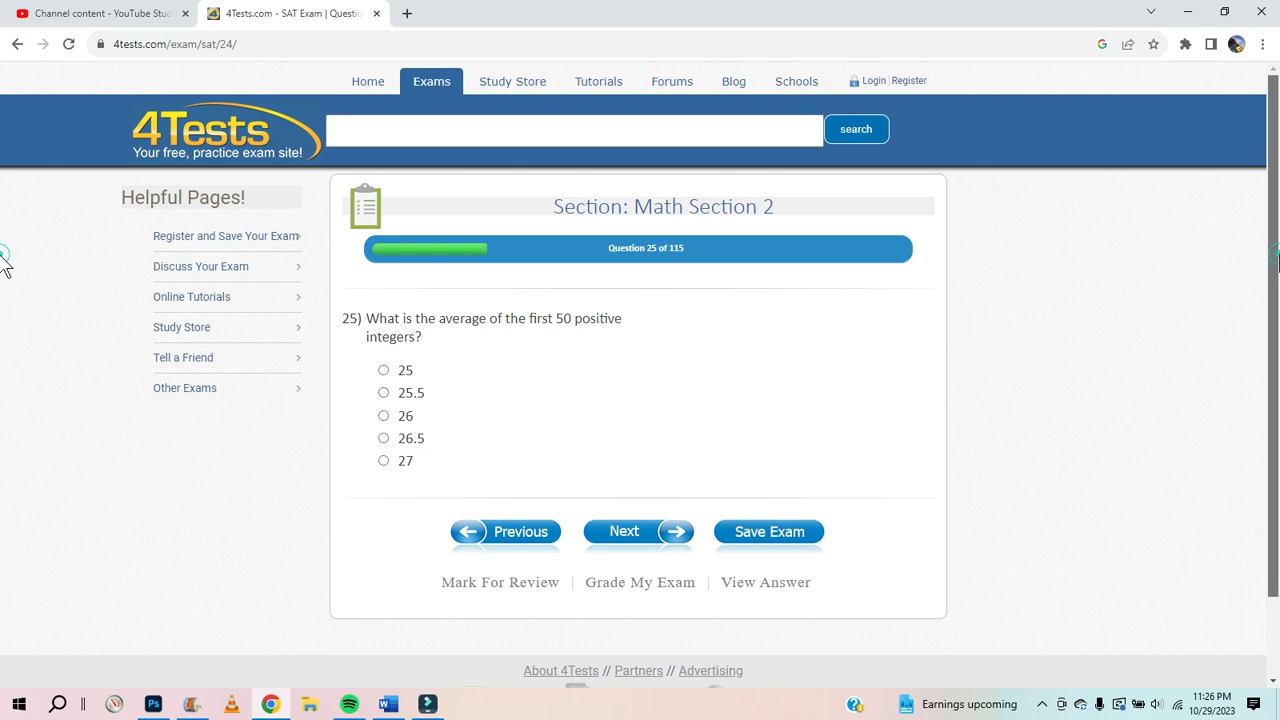 Channel content - YouTube Stud
4Tests.com - SAT Exam | Questio
4tests.com/exam/sat/24/
Home
Exams
Study Store
Tutorials
Forums
Blog
Schools
Login
Register
4Tests
Your free, practice exam site!
search
Helpful Pages!
Register and Save Your Exam
Discuss Your Exam
Online Tutorials
Study Store
Tell a Friend
Other Exams
Section: Math Section 2
Question 25 of 115
25) What is the average of the first 50 positive
integers?
25
25.5
26
26.5
27
Previous
Next
Save Exam
Mark For Review | Grade My Exam | View Answer
About 4Tests // Partners // Advertising
Earnings upcoming
11:26 PM
10/29/2023